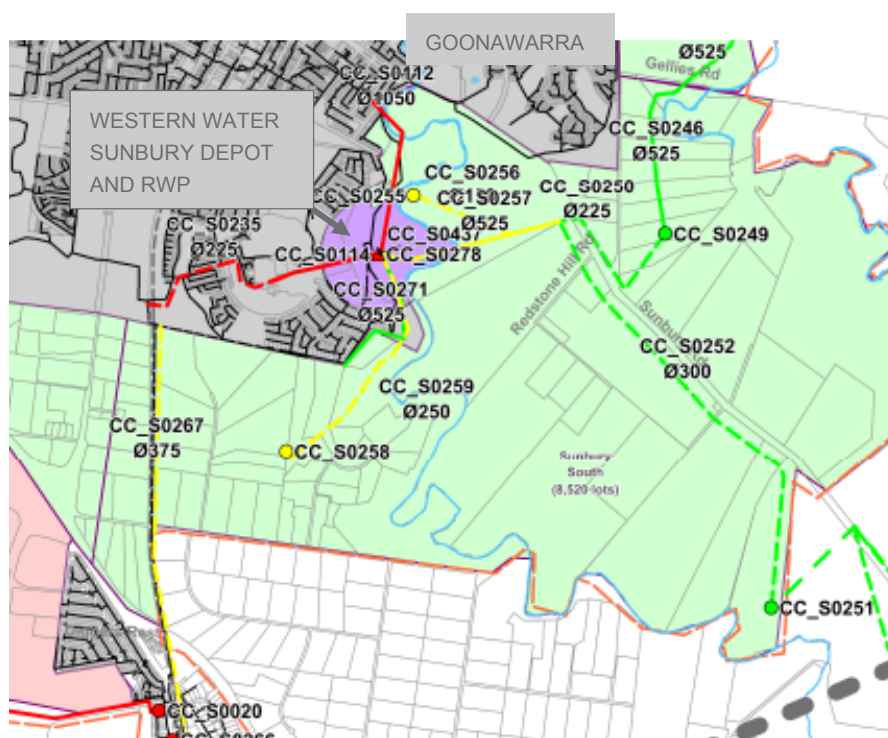 GOONAWARRA
Ø525
Gellies Rd
CC_S0112
Ø1050
WESTERN WATER
SUNBURY DEPOT
AND RWP
CC_S0246
Ø525
CC_S0256
CC_S0255
CC_S0257
Ø525
CC_S0250
Ø225
CC_S0235
Ø225
CC_S0249
CC_S0437
CC_S0114
CC_S0278
CC_S0271
Ø525
Redstone Hill Rd
Sunbury Rd
CC_S0252
Ø300
CC_S0259
Ø250
CC_S0267
Ø375
CC_S0258
Sunbury
South
(8,520 lots)
CC_S0251
CC_S0020